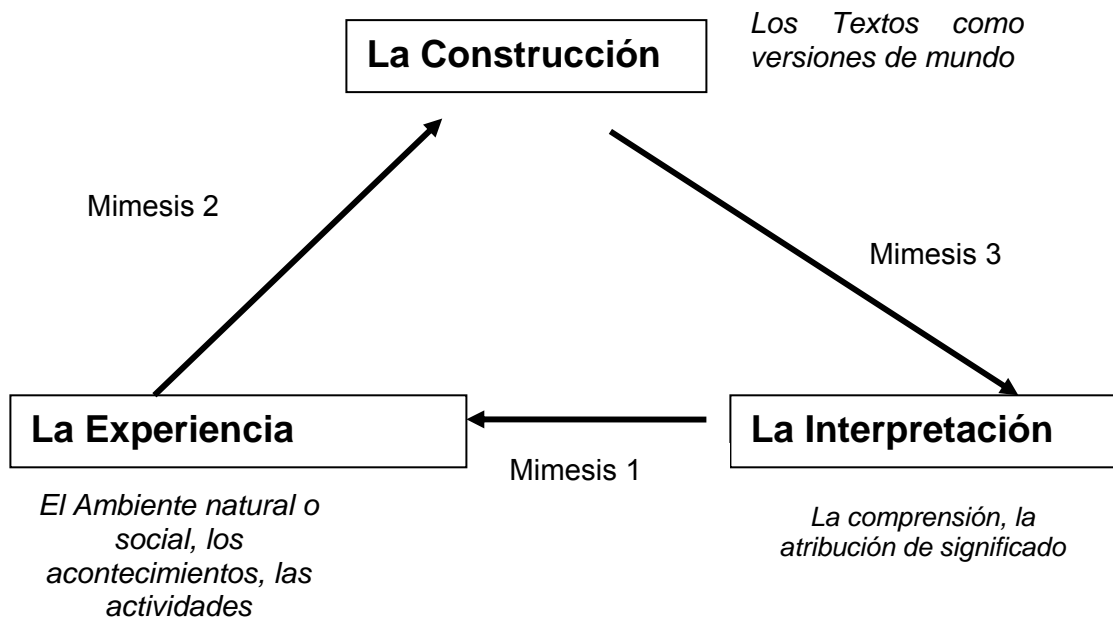 La Construcción
Los Textos como
versiones de mundo
Mimesis 2
Mimesis 3
La Experiencia
La Interpretación
Mimesis 1
El Ambiente natural o
social, los
acontecimientos, las
actividades
La comprensión, la
atribución de significado